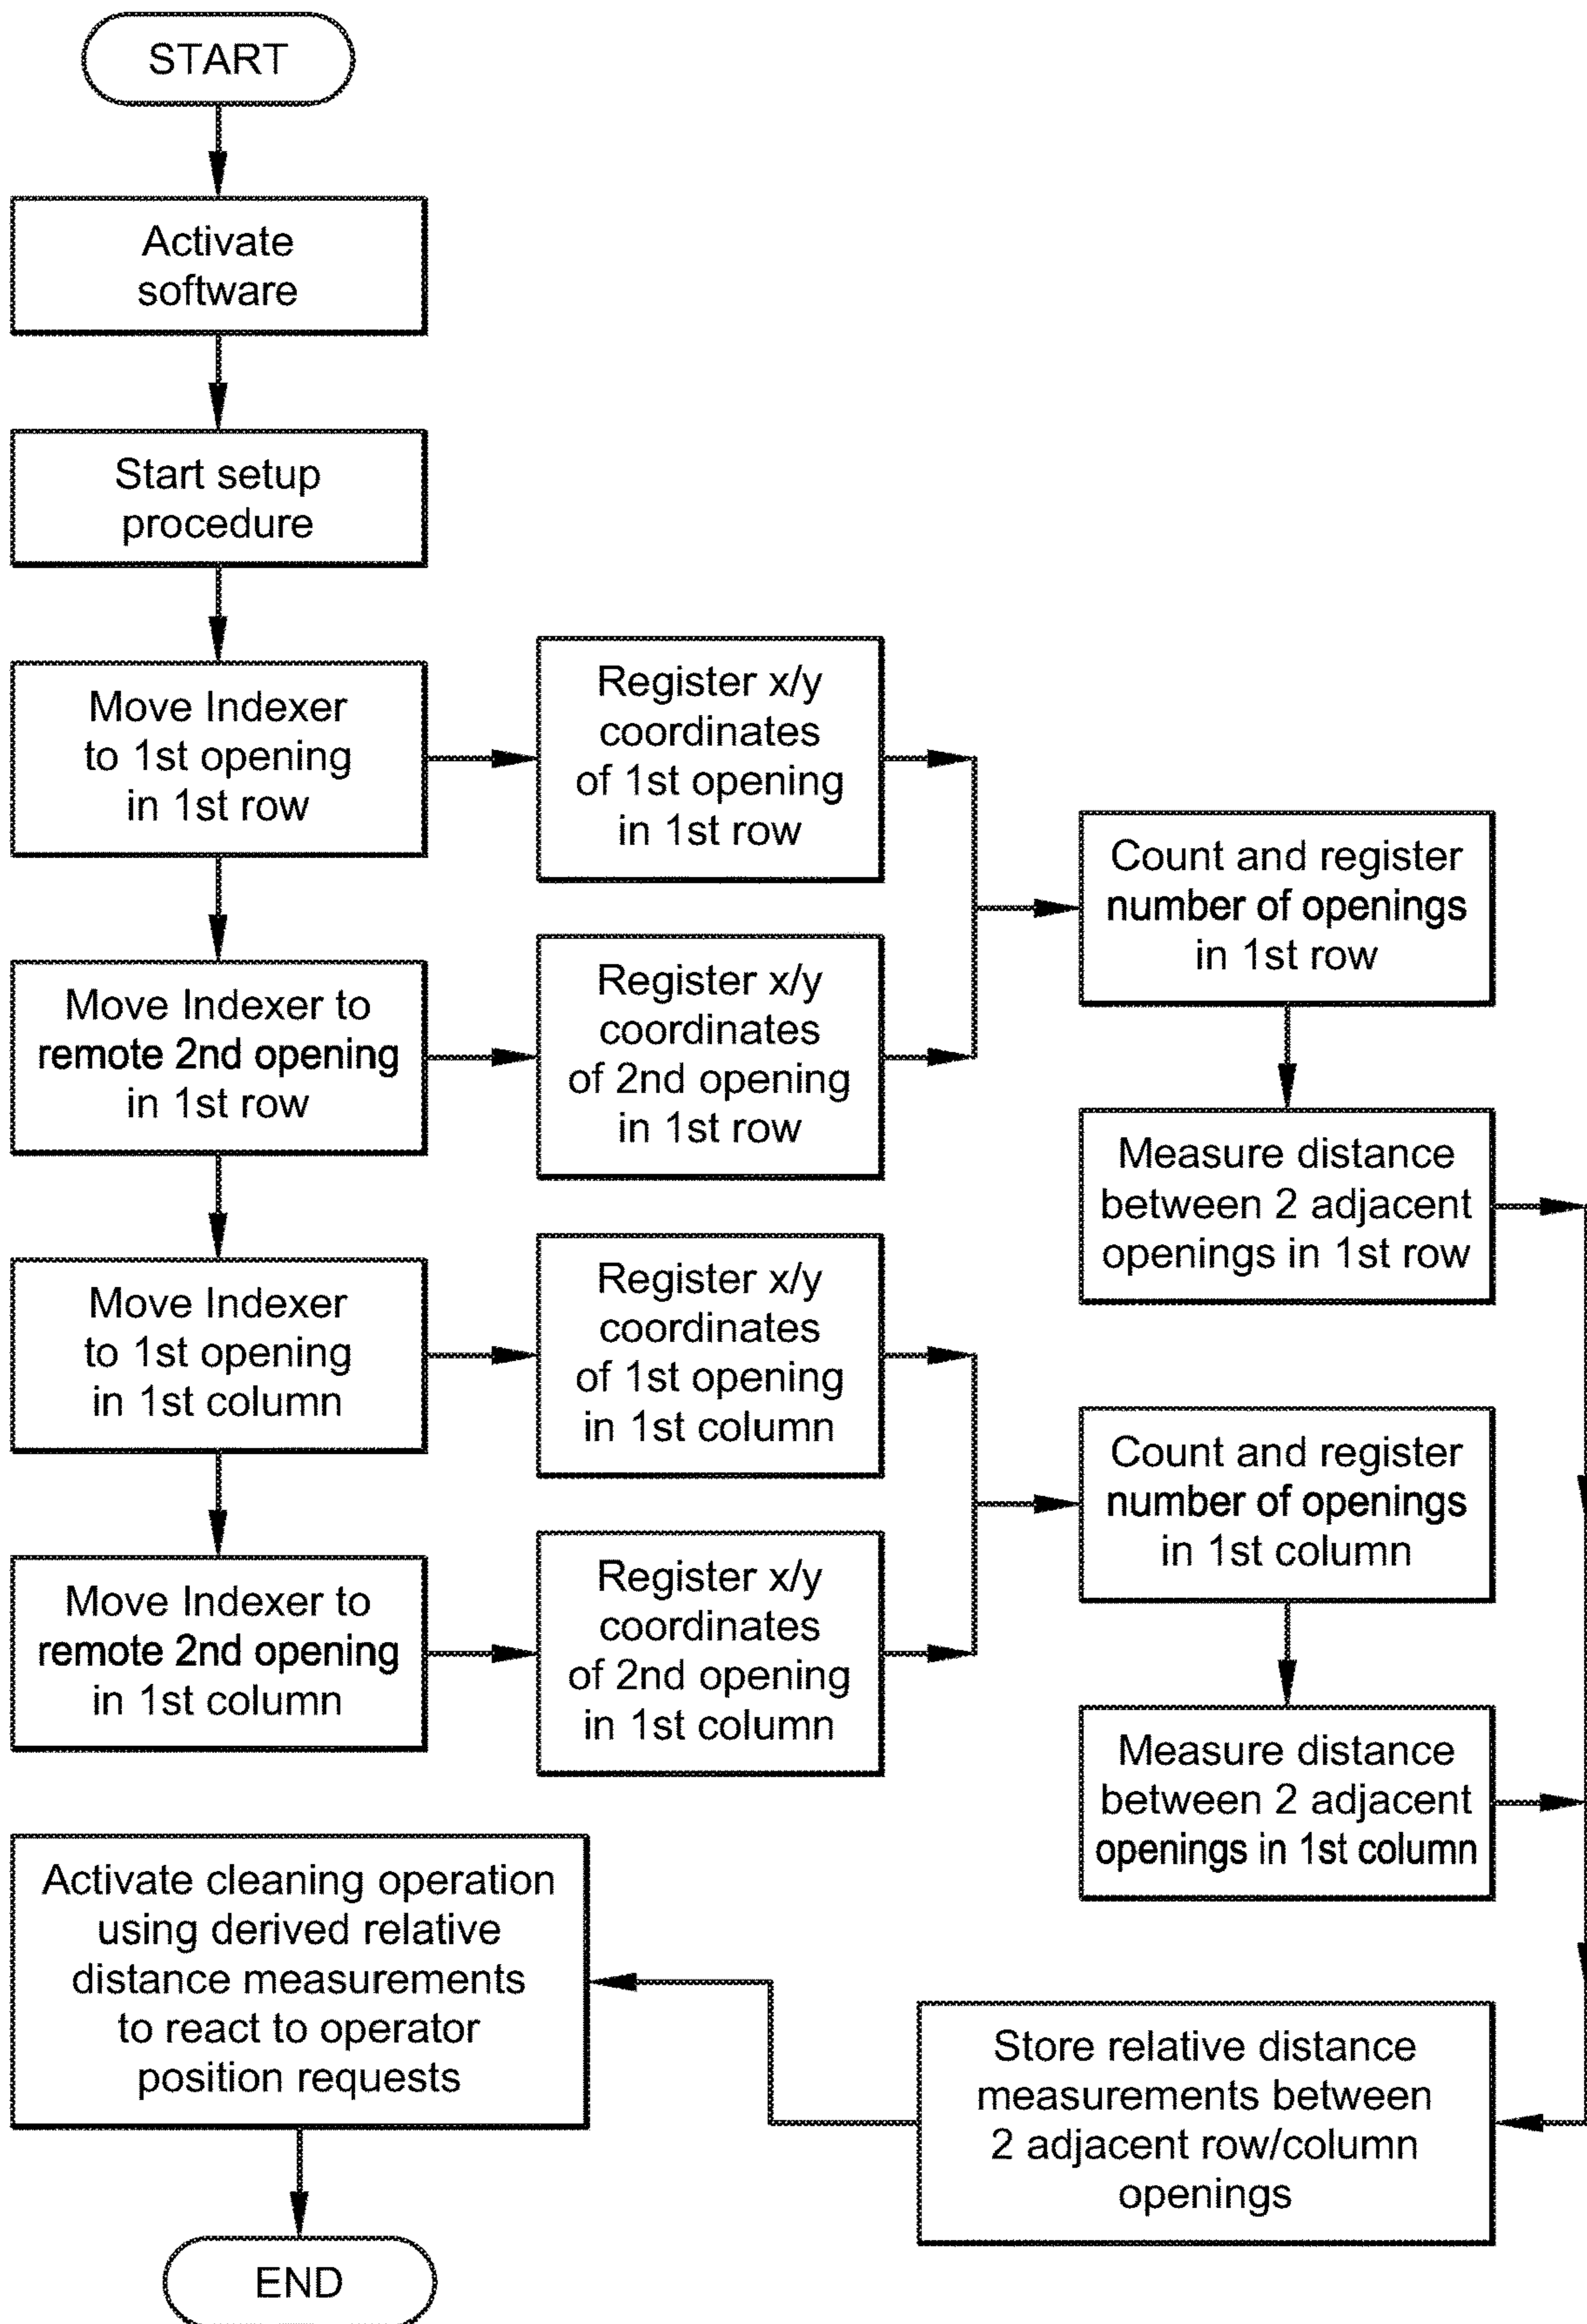 START
Activate
software
Start setup
procedure
Move Indexer
to 1st opening
in 1st row
Register x/y
coordinates
of 1st opening
in 1st row
Move Indexer to
remote 2nd opening
in 1st row
Register x/y
coordinates
of 2nd opening
in 1st row
Count and register
number of openings
in 1st row
Measure distance
between 2 adjacent
openings in 1st row
Move Indexer
to 1st opening
in 1st column
Register x/y
coordinates
of 1st opening
in 1st column
Move Indexer to
remote 2nd opening
in 1st column
Register x/y
coordinates
of 2nd opening
in 1st column
Count and register
number of openings
in 1st column
Measure distance
between 2 adjacent
openings in 1st column
Store relative distance
measurements between
2 adjacent row/column
openings
Activate cleaning operation
using derived relative
distance measurements
to react to operator
position requests
END